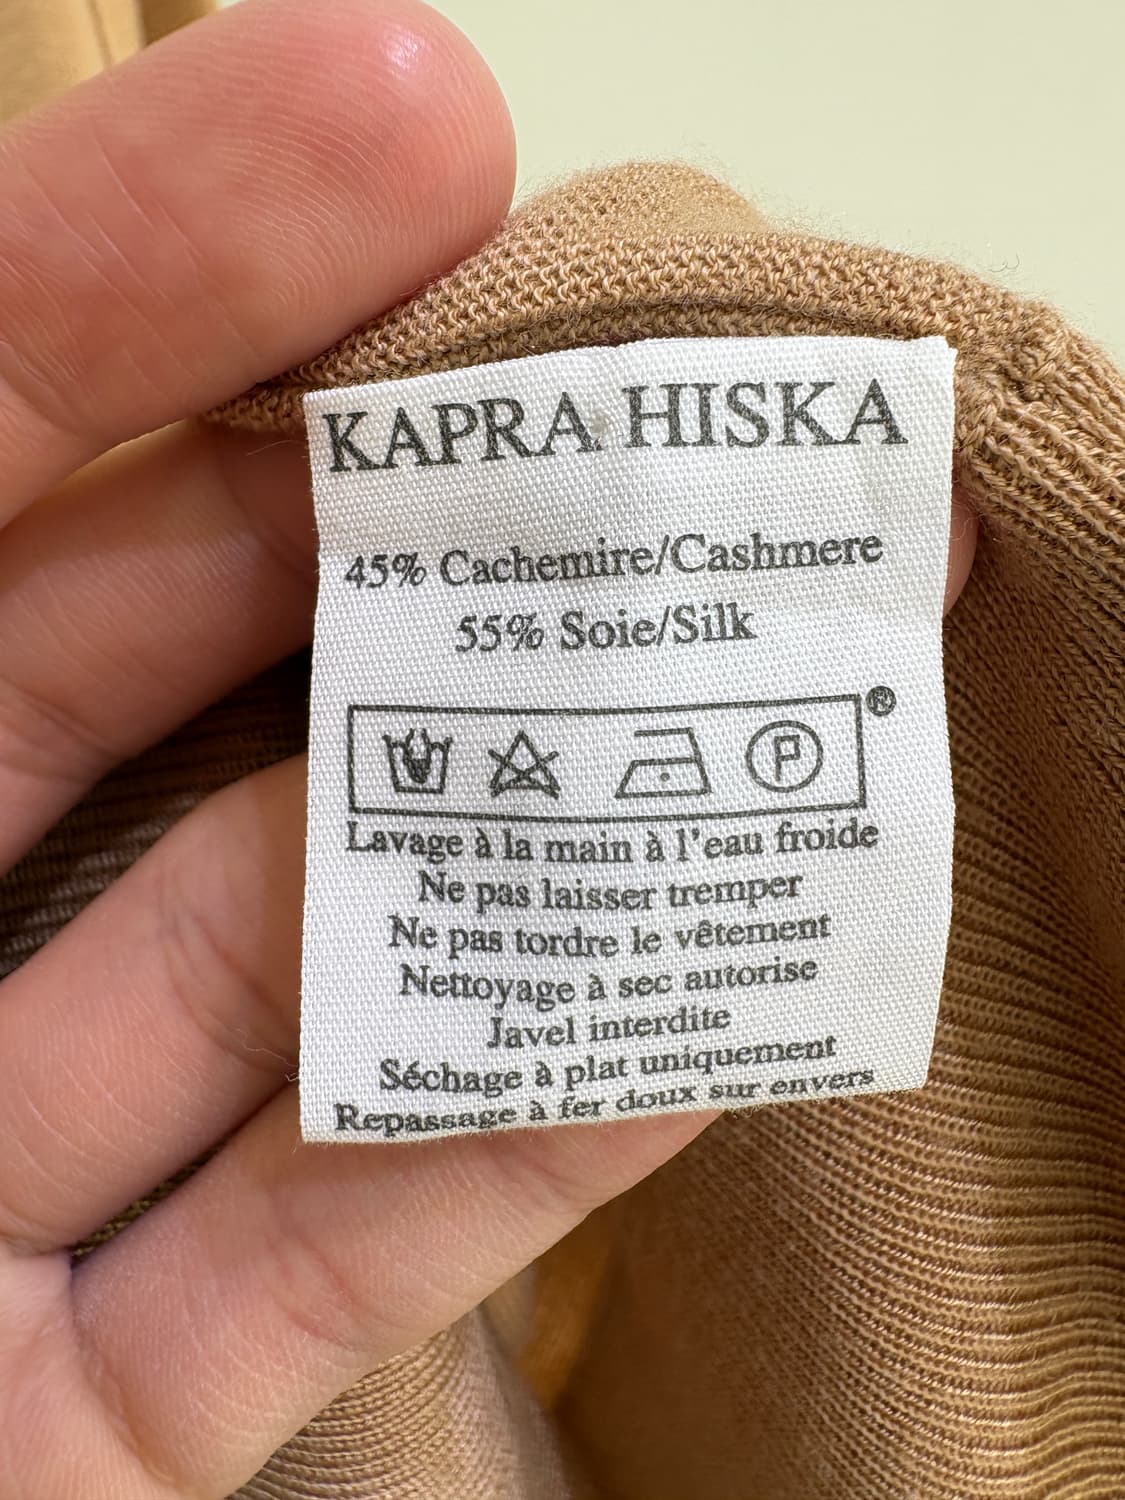 KAPRA HISKA
45% Cachemire/Cashmere
55% Soie/Silk
P
®
Lavage à la main à l'eau froide
Ne pas laisser tremper
Ne pas tordre le vêtement
Nettoyage à sec autorise
Javel interdite
Séchage à plat uniquement
Repassage à fer doux sur envers